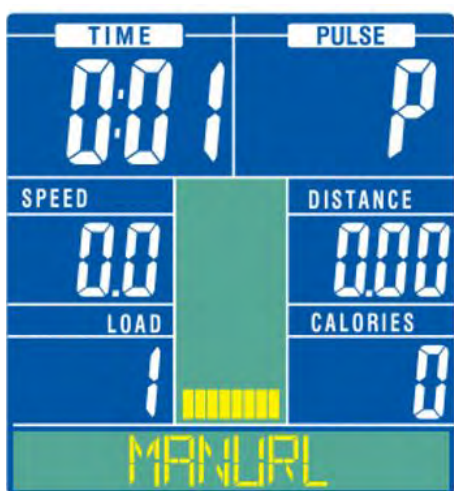 TIME PULSE
0:01 P
SPEED DISTANCE
0.0 0.00
LOAD CALORIES
1 0
MANUAL